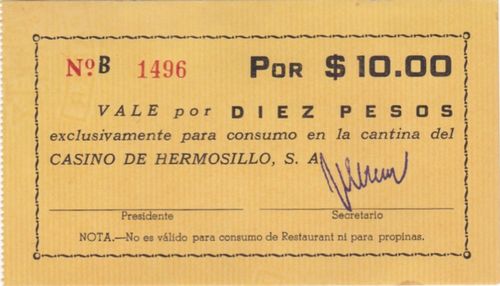 Nº B 1496 POR $ 10.00
VALE por DIEZ PESOS
exclusivamente para consumo en la cantina del
CASINO DE HERMOSILLO, S. A.
Presidente Secretario
NOTA.—No es válido para consumo de Restaurant ni para propinas.